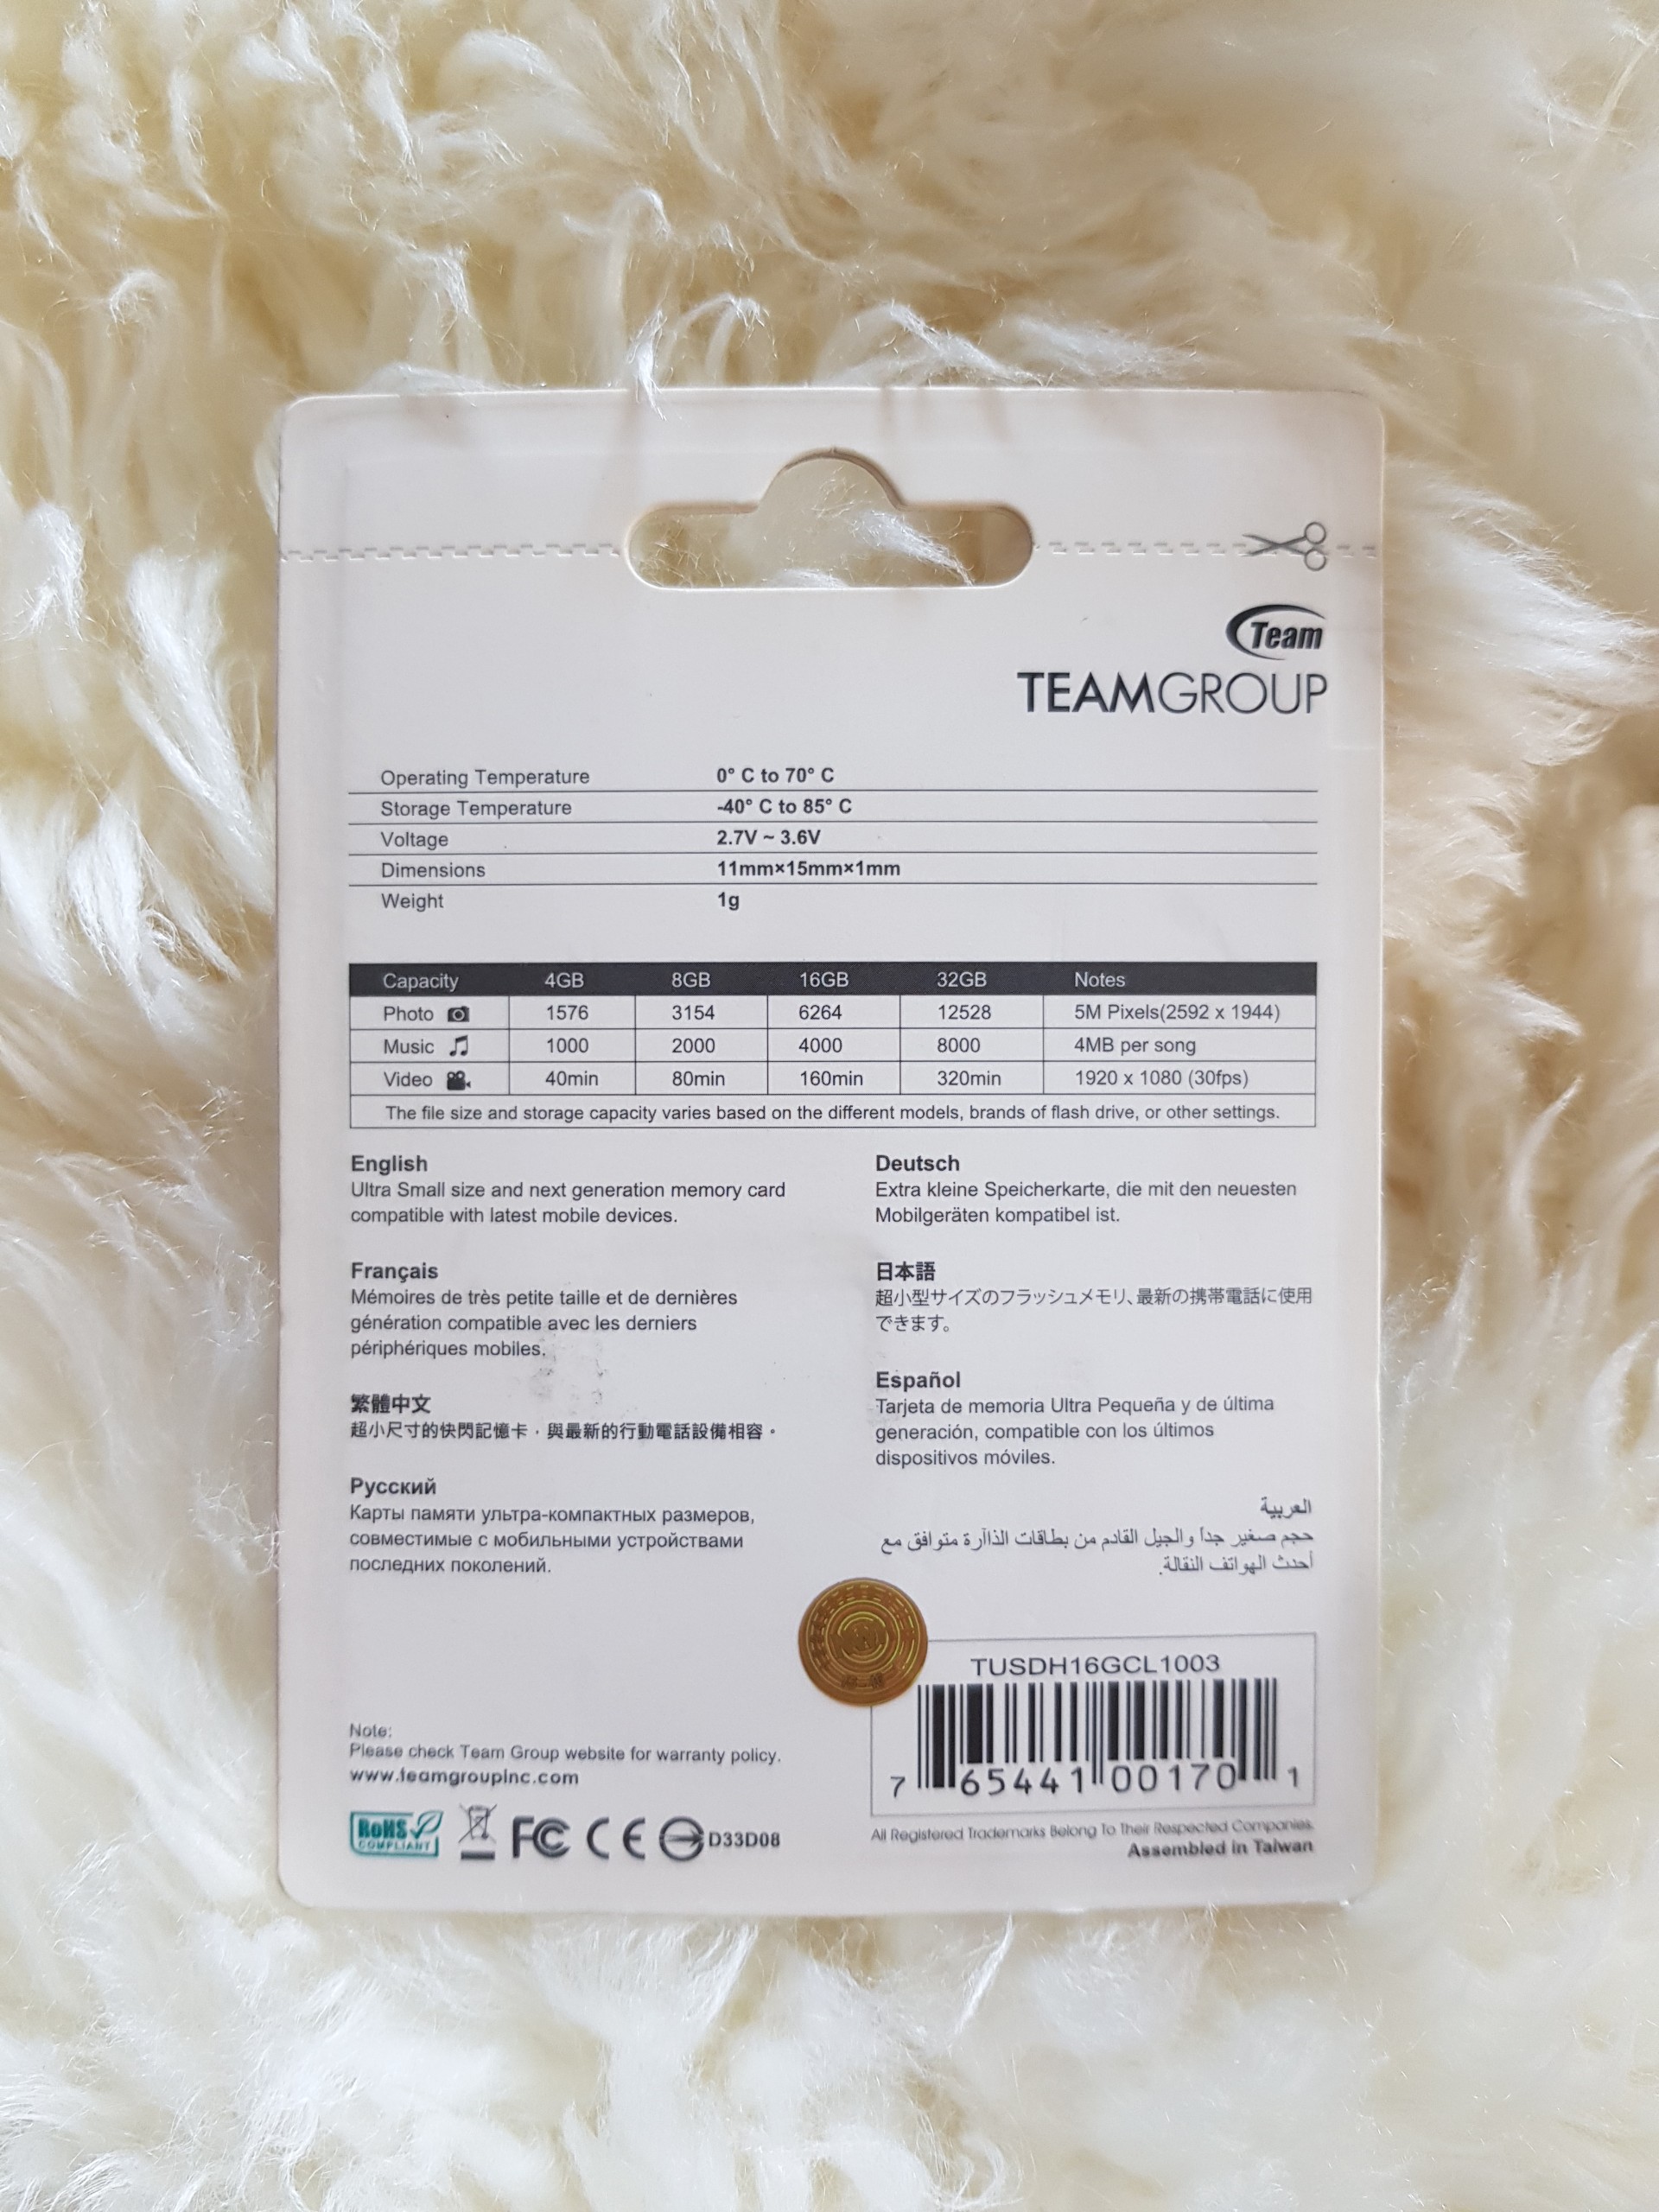 Team
TEAMGROUP
Operating Temperature 0° C to 70° C
Storage Temperature -40° C to 85° C
Voltage 2.7V ~ 3.6V
Dimensions 11mm×15mm×1mm
Weight 1g
Capacity 4GB 8GB 16GB 32GB Notes
Photo 1576 3154 6264 12528 5M Pixels(2592 x 1944)
Music 1000 2000 4000 8000 4MB per song
Video 40min 80min 160min 320min 1920 x 1080 (30fps)
The file size and storage capacity varies based on the different models, brands of flash drive, or other settings.
English
Ultra Small size and next generation memory card
compatible with latest mobile devices.
Français
Mémoires de très petite taille et de dernières
génération compatible avec les derniers
périphériques mobiles.
繁體中文
超小尺寸的快閃記憶卡，與最新的行動電話設備相容。
Русский
Карты памяти ультра-компактных размеров,
совместимые с мобильными устройствами
последних поколений.
Deutsch
Extra kleine Speicherkarte, die mit den neuesten
Mobilgeräten kompatibel ist.
日本語
超小型サイズのフラッシュメモリ、最新の携帯電話に使用
できます。
Español
Tarjeta de memoria Ultra Pequeña y de última
generación, compatible con los últimos
dispositivos móviles.
العربية
حجم صغير جداً والجيل القادم من بطاقات الذاآرة متوافق مع
أحدث الهواتف النقالة.
Note:
Please check Team Group website for warranty policy.
www.teamgroupinc.com
RoHS
COMPLIANT
FC CE D33D08
TUSDH16GCL1003
7 65441 00170 1
All Registered Trademarks Belong To Their Respected Companies.
Assembled in Taiwan